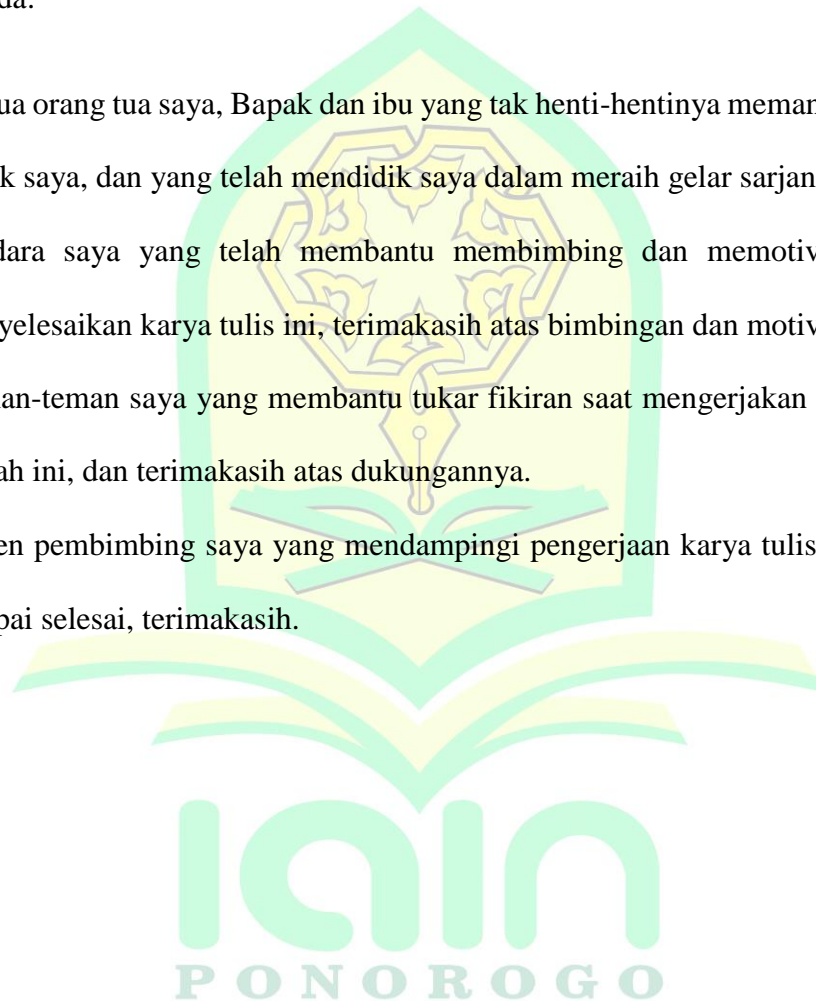 da:
ua orang tua saya, Bapak dan ibu yang tak henti-hentinya meman
k saya, dan yang telah mendidik saya dalam meraih gelar sarjan
dara saya yang telah membantu membimbing dan memotiv
yelesaikan karya tulis ini, terimakasih atas bimbingan dan motiv
an-teman saya yang membantu tukar fikiran saat mengerjakan
ah ini, dan terimakasih atas dukungannya.
en pembimbing saya yang mendampingi pengerjaan karya tulis
pai selesai, terimakasih.
iain
PONOROGO